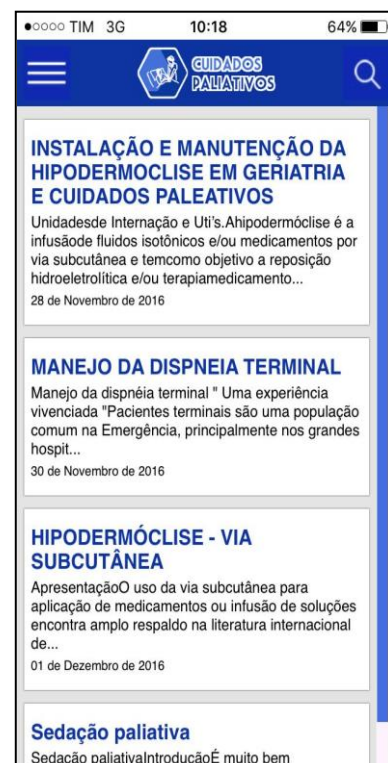 TIM 3G 10:18 64%
CUIDADOS
PALIATIVOS
INSTALAÇÃO E MANUTENÇÃO DA
HIPODERMOCLISE EM GERIATRIA
E CUIDADOS PALEATIVOS
Unidadesde Internação e Uti's.Ahipodermóclise é a
infusãode fluidos isotônicos e/ou medicamentos por
via subcutânea e temcomo objetivo a reposição
hidroeletrolítica e/ou terapiamedicamento...
28 de Novembro de 2016
MANEJO DA DISPNEIA TERMINAL
Manejo da dispnéia terminal " Uma experiência
vivenciada "Pacientes terminais são uma população
comum na Emergência, principalmente nos grandes
hospit...
30 de Novembro de 2016
HIPODERMÓCLISE - VIA
SUBCUTÂNEA
ApresentaçãoO uso da via subcutânea para
aplicação de medicamentos ou infusão de soluções
encontra amplo respaldo na literatura internacional
de...
01 de Dezembro de 2016
Sedação paliativa
Sedação paliativaIntroduçãoÉ muito bem